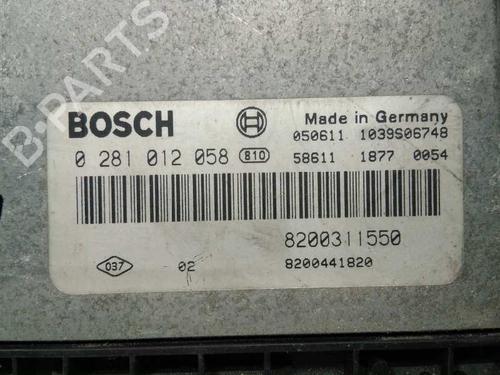 B-PARTS
BOSCH
Made in Germany
050611 1039S06748
0 281 012 058 810
58611 1877 0054
8200311550
037 02 8200441820